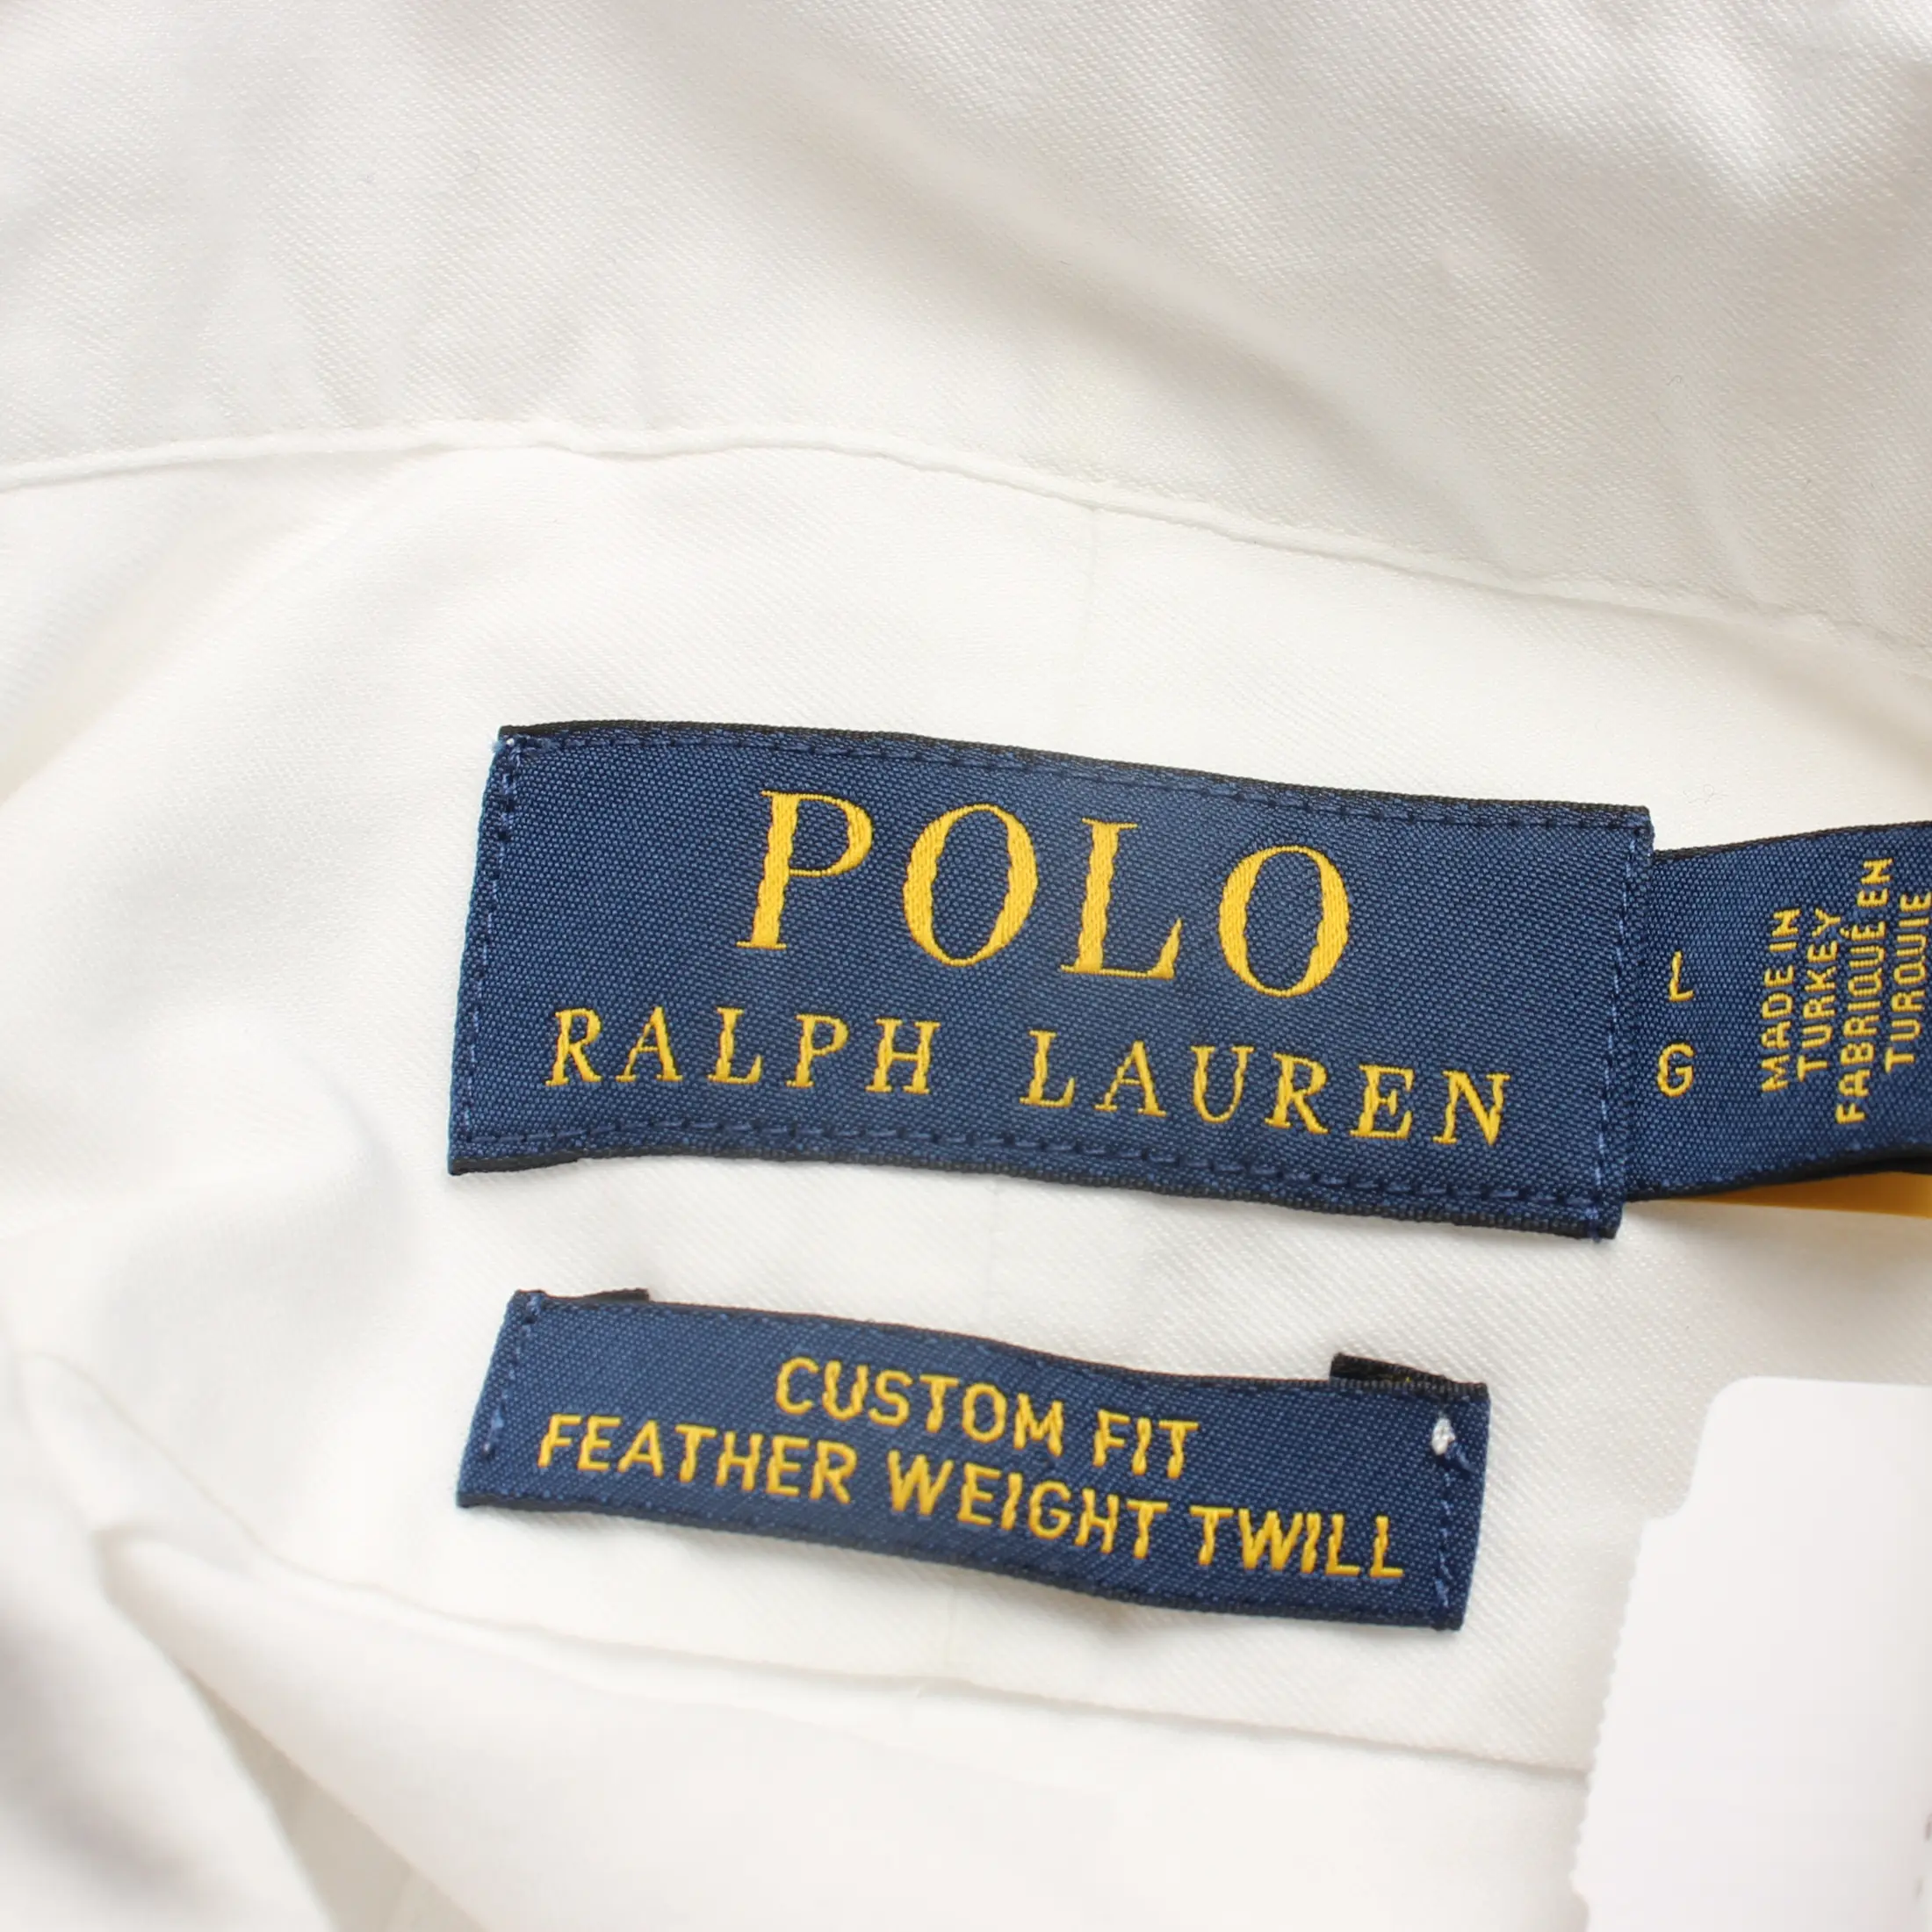 POLO
RALPH LAUREN
L
G
MADE IN
TURKEY
FABRIQUÉ EN
TURQUIE
CUSTOM FIT
FEATHER WEIGHT TWILL